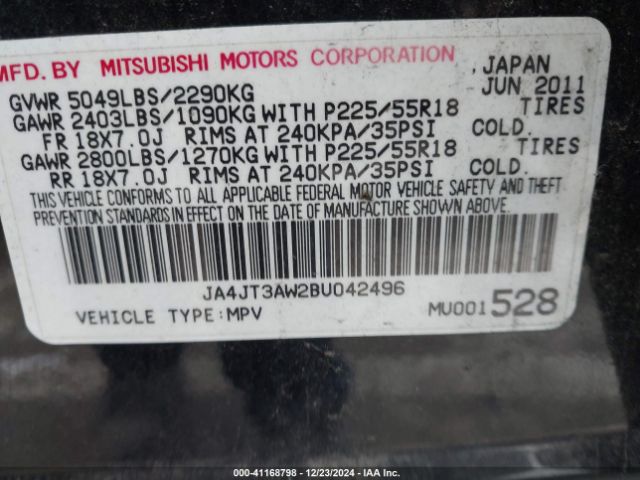 MFD. BY MITSUBISHI MOTORS CORPORATION , JAPAN
GVWR 5049LBS/2290KG JUN 2011
GAWR 2403LBS/1090KG WITH P225/55R18 TIRES
FR 18X7.0J RIMS AT 240KPA/35PSI COLD.
GAWR 2800LBS/1270KG WITH P225/55R18 TIRES
RR 18X7.0J RIMS AT 240KPA/35PSI COLD.
THIS VEHICLE CONFORMS TO ALL APPLICABLE FEDERAL MOTOR VEHICLE SAFETY AND THEFT
PREVENTION STANDARDS IN EFFECT ON THE DATE OF MANUFACTURE SHOWN ABOVE.
JA4JT3AW2BU042496
VEHICLE TYPE:MPV MU001528
(STOCK) 41168798 | 12/23/2024 - IAA Inc.